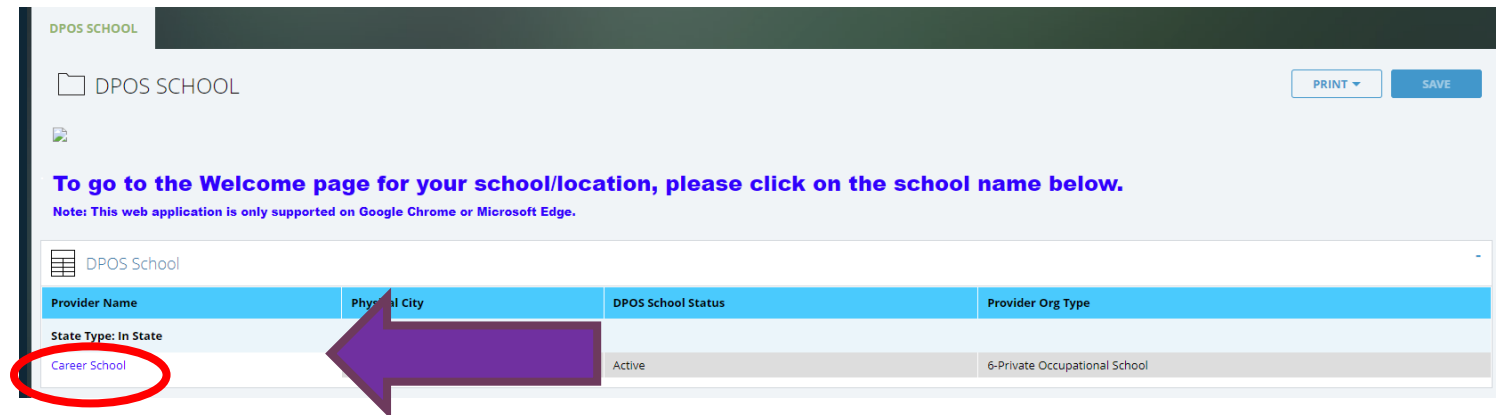 DPOS SCHOOL
DPOS SCHOOL
PRINT SAVE
To go to the Welcome page for your school/location, please click on the school name below.
Note: This web application is only supported on Google Chrome or Microsoft Edge.
DPOS School -
Provider Name Physical City DPOS School Status Provider Org Type
State Type: In State
Career School Active 6-Private Occupational School